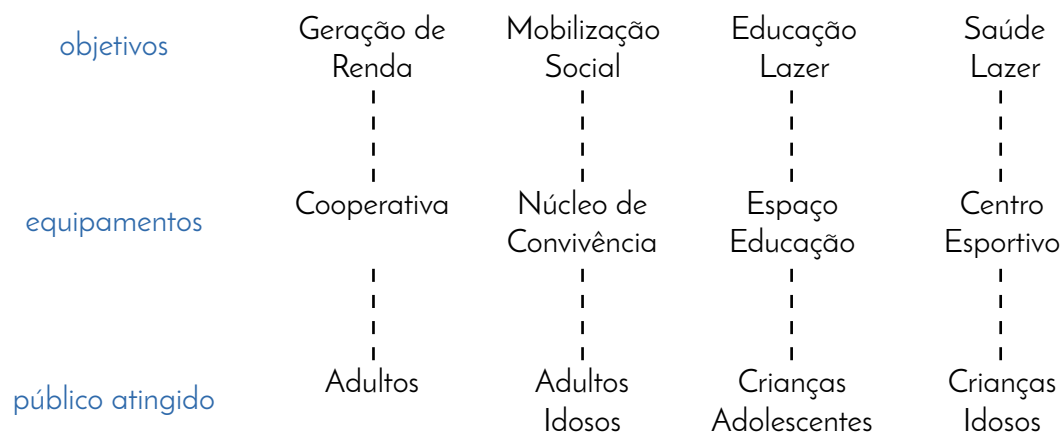 objetivos
Geração de
Renda
Mobilização
Social
Educação
Lazer
Saúde
Lazer
equipamentos
Cooperativa
Núcleo de
Convivência
Espaço
Educação
Centro
Esportivo
público atingido
Adultos
Adultos
Idosos
Crianças
Adolescentes
Crianças
Idosos